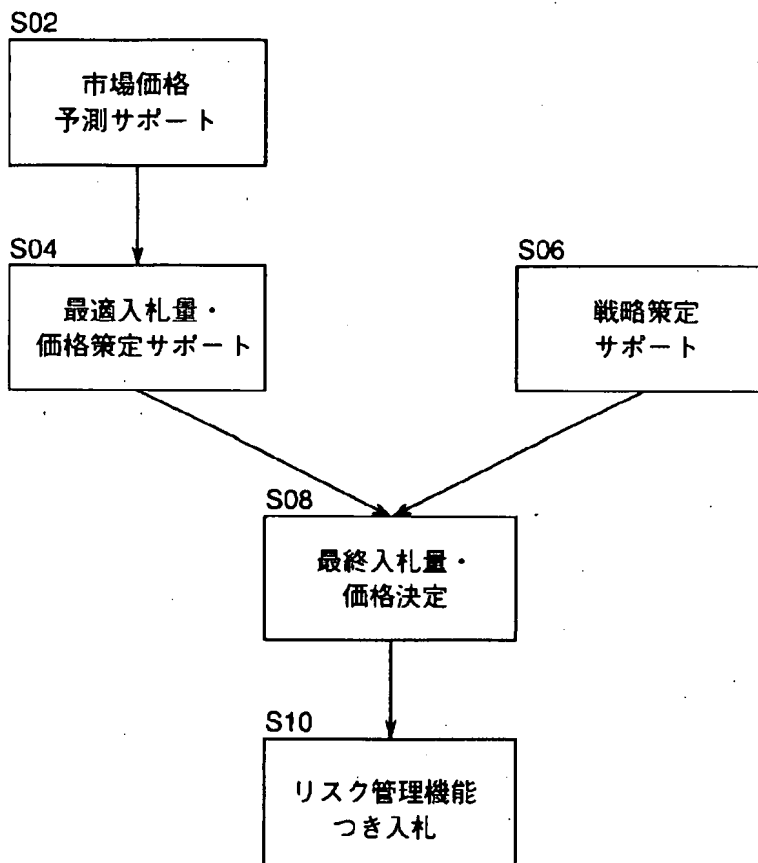 S02
市場価格
予測サポート
S04
最適入札量・
価格策定サポート
S06
戦略策定
サポート
S08
最終入札量・
価格決定
S10
リスク管理機能
つき入札